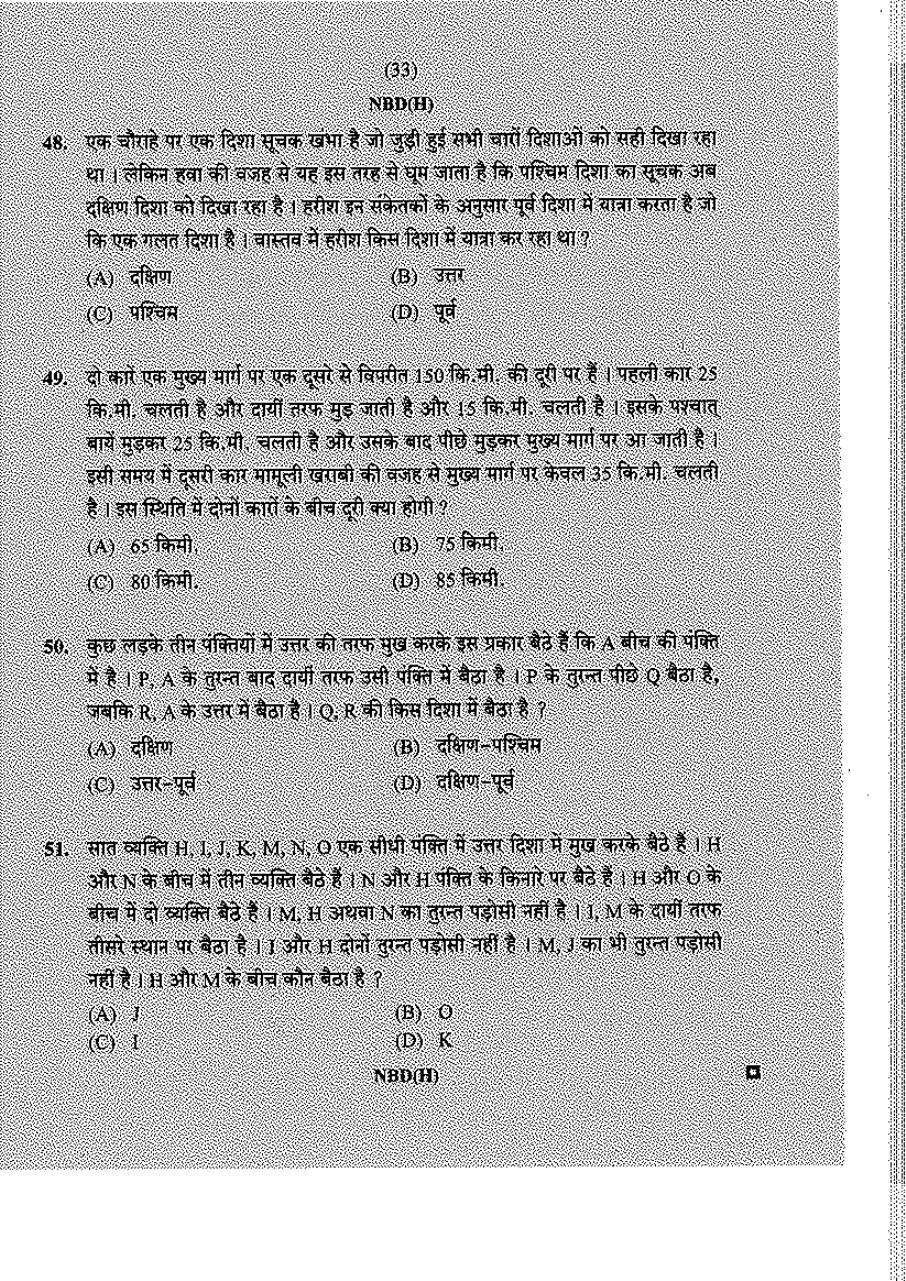 (33)
NBD(H)
48. एक चौराहे पर एक दिशा सूचक खंभा है जो जुड़ी हुई सभी चारों दिशाओं को सही दिखा रहा
था । लेकिन हवा की वजह से यह इस तरह से घूम जाता है कि पश्चिम दिशा का सूचक अब
दक्षिण दिशा को दिखा रहा है । हरीश इन संकेतकों के अनुसार पूर्व दिशा में यात्रा करता है जो
कि एक गलत दिशा है । वास्तव में हरीश किस दिशा में यात्रा कर रहा था ?
(A) दक्षिण (B) उत्तर
(C) पश्चिम (D) पूर्व
49. दो कारें एक मुख्य मार्ग पर एक दूसरे से विपरीत 150 कि.मी. की दूरी पर हैं । पहली कार 25
कि.मी. चलती है और दायीं तरफ मुड़ जाती है और 15 कि.मी. चलती है । इसके पश्चात्
बायें मुड़कर 25 कि.मी. चलती है और उसके बाद पीछे मुड़कर मुख्य मार्ग पर आ जाती है ।
इसी समय में दूसरी कार मामूली खराबी की वजह से मुख्य मार्ग पर केवल 35 कि.मी. चलती
है । इस स्थिति में दोनों कारों के बीच दूरी क्या होगी ?
(A) 65 किमी. (B) 75 किमी.
(C) 80 किमी. (D) 85 किमी.
50. कुछ लड़के तीन पंक्तियों में उत्तर की तरफ मुख करके इस प्रकार बैठे हैं कि A बीच की पंक्ति
में है । P, A के तुरन्त बाद दायीं तरफ उसी पंक्ति में बैठा है । P के तुरन्त पीछे Q बैठा है,
जबकि R, A के उत्तर में बैठा है । Q, R की किस दिशा में बैठा है ?
(A) दक्षिण (B) दक्षिण-पश्चिम
(C) उत्तर-पूर्व (D) दक्षिण-पूर्व
51. सात व्यक्ति H, I, J, K, M, N, O एक सीधी पंक्ति में उत्तर दिशा में मुख करके बैठे हैं । H
और N के बीच में तीन व्यक्ति बैठे हैं । N और H पंक्ति के किनारे पर बैठे हैं । H और O के
बीच में दो व्यक्ति बैठे हैं । M, H अथवा N का तुरन्त पड़ोसी नहीं है । I, M के दायीं तरफ
तीसरे स्थान पर बैठा है । I और H दोनों तुरन्त पड़ोसी नहीं है । M, J का भी तुरन्त पड़ोसी
नहीं है । H और M के बीच कौन बैठा है ?
(A) J (B) O
(C) I (D) K
NBD(H)